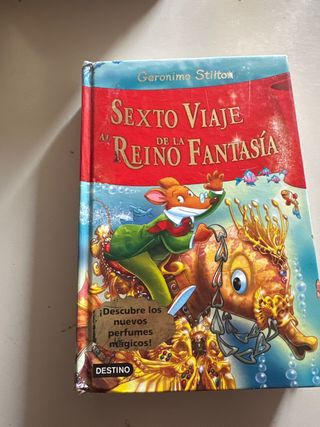 Geronimo Stilton
SEXTO VIAJE
AL DE LA
REINO FANTASÍA
¡Descubre los
nuevos
perfumes
mágicos!
DESTINO